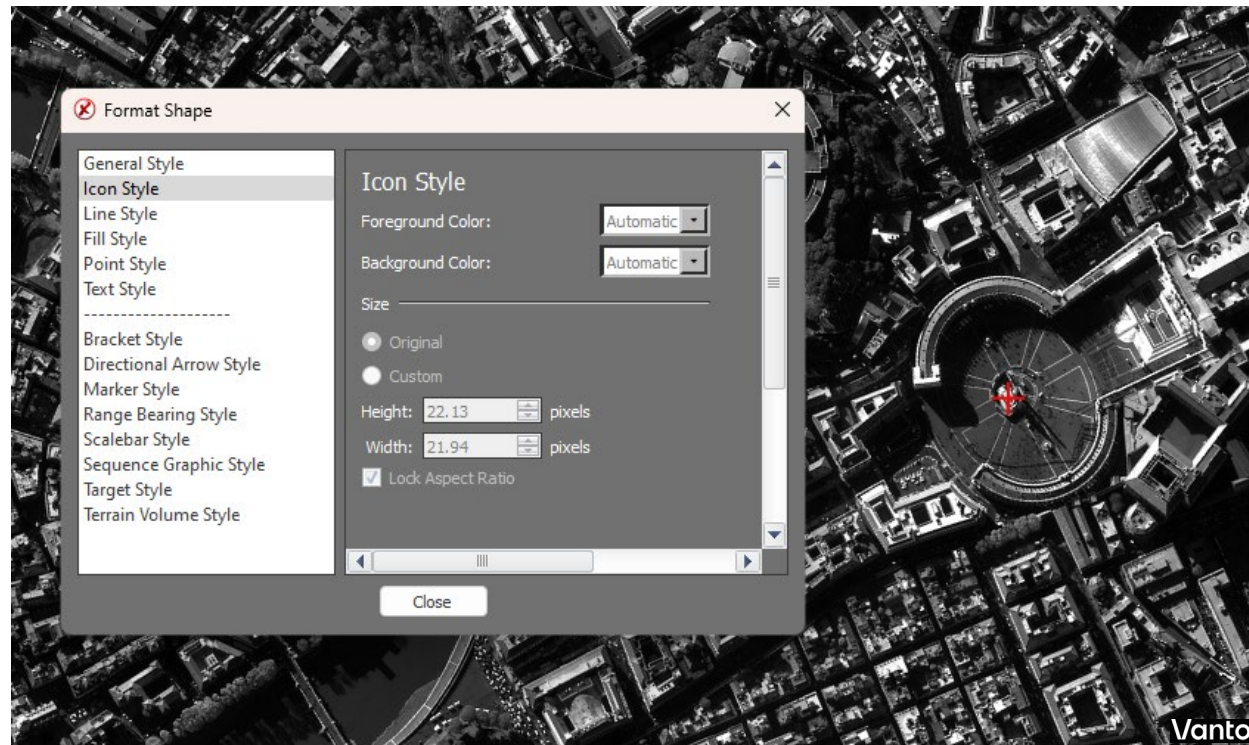 Format Shape
General Style
Icon Style
Line Style
Fill Style
Point Style
Text Style
--------------------
Bracket Style
Directional Arrow Style
Marker Style
Range Bearing Style
Scalebar Style
Sequence Graphic Style
Target Style
Terrain Volume Style
Icon Style
Foreground Color: Automatic
Background Color: Automatic
Size
Original
Custom
Height: 22.13 pixels
Width: 21.94 pixels
Lock Aspect Ratio
Close
Vanto